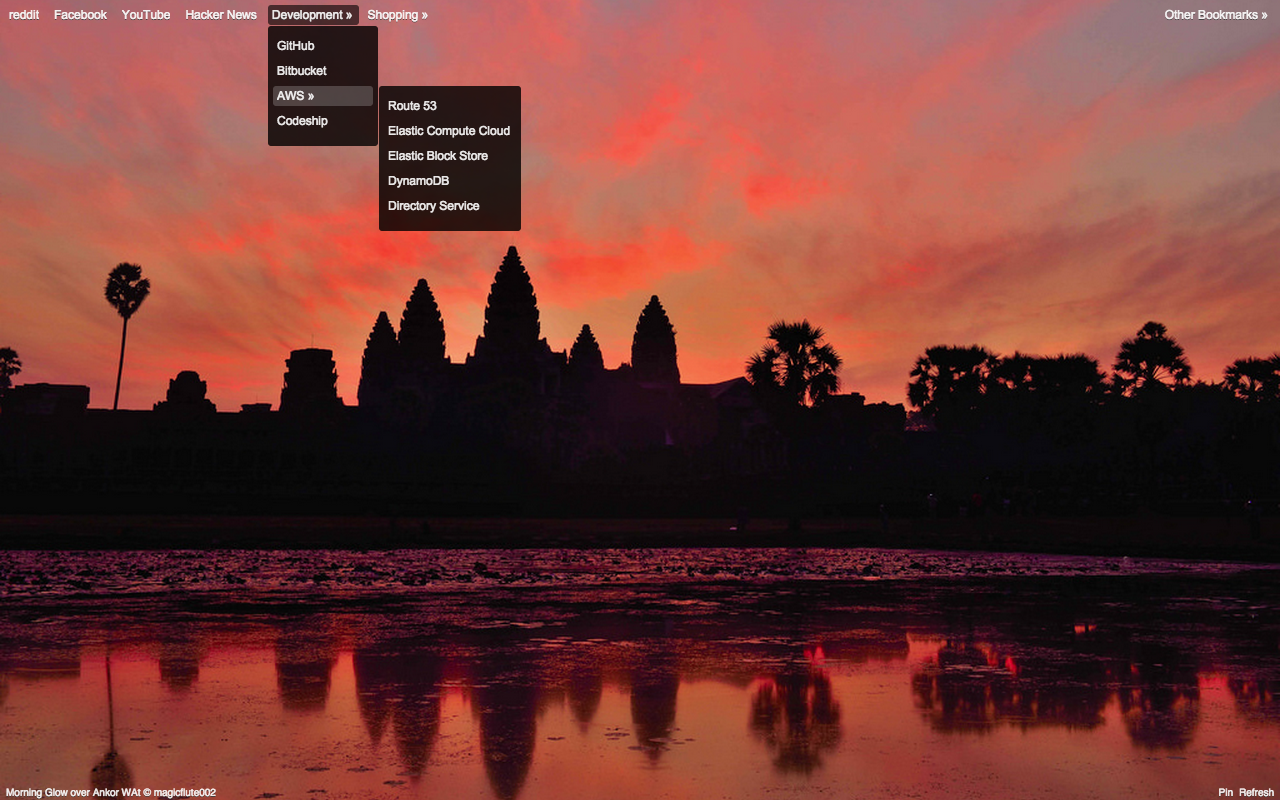 reddit Facebook YouTube Hacker News Development » Shopping » Other Bookmarks »
GitHub
Bitbucket
AWS »
Codeship
Route 53
Elastic Compute Cloud
Elastic Block Store
DynamoDB
Directory Service
Morning Glow over Ankor WAt © magicflute002
Pin Refresh